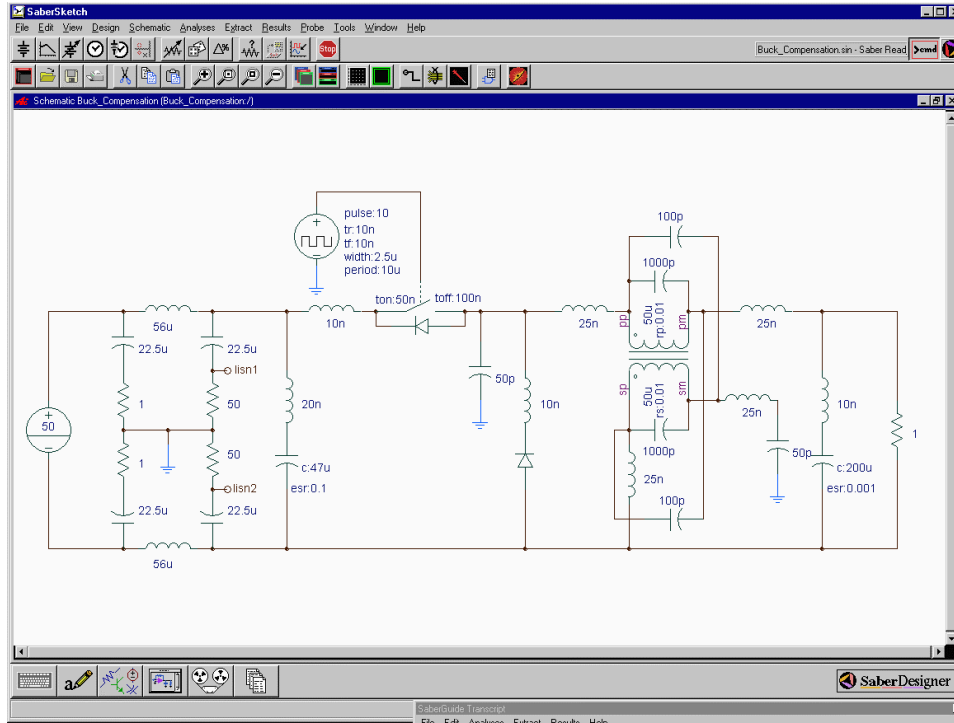 SaberSketch
File Edit View Design Schematic Analyses Extract Results Probe Tools Window Help
Stop
Buck_Compensation.sin - Saber Read
>cmd
Schematic Buck_Compensation (Buck_Compensation:/)
pulse:10
tr:10n
tf:10n
width:2.5u
period:10u
100p
1000p
ton:50n
toff:100n
56u
10n
25n
pp
50u
rp:0.01
pm
25n
22.5u
22.5u
lisn1
50p
sp
50u
rs:0.01
sm
1
50
20n
10n
25n
10n
50
1
1
50
1000p
50p
c:47u
esr:0.1
25n
c:200u
esr:0.001
lisn2
22.5u
22.5u
100p
56u
a
SaberDesigner
SaberGuide Transcript
File Edit Analyses Extract Results Help